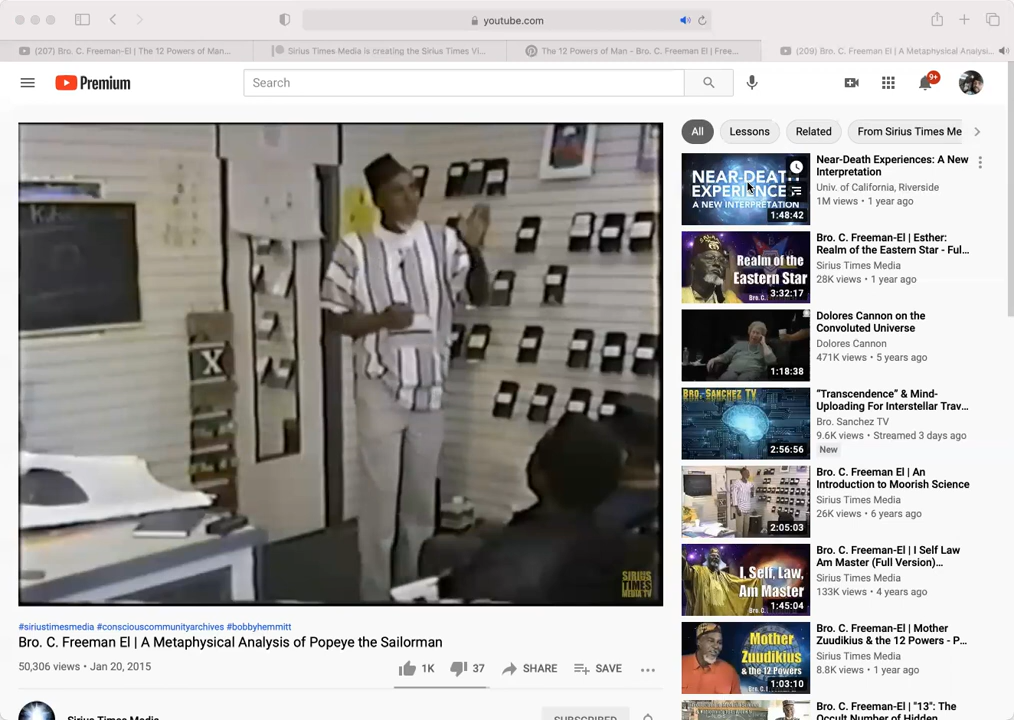 youtube.com
(207) Bro. C. Freeman-El | The 12 Powers of Man...
Sirius Times Media is creating the Sirius Times Vi...
The 12 Powers of Man - Bro. C. Freeman El | Free...
(209) Bro. C. Freeman El | A Metaphysical Analysi...
Premium
Search
9+
All
Lessons
Related
From Sirius Times Me
X
SIRIUS
TIMES
MEDIA TV
#siriustimesmedia #consciouscommunityarchives #bobbyhemmitt
Bro. C. Freeman El | A Metaphysical Analysis of Popeye the Sailorman
50,306 views • Jan 20, 2015
1K
37
SHARE
SAVE
Sirius Times Media
SUBSCRIBED
NEAR-DEATH
EXPERIENCES
A NEW INTERPRETATION
1:48:42
Near-Death Experiences: A New
Interpretation
Univ. of California, Riverside
1M views • 1 year ago
Realm of the
Eastern Star
3:32:17
Bro. C. Freeman-El | Esther:
Realm of the Eastern Star - Ful...
Sirius Times Media
28K views • 1 year ago
1:18:38
Dolores Cannon on the
Convoluted Universe
Dolores Cannon
471K views • 5 years ago
BRO. SANCHEZ TV
2:56:56
“Transcendence” & Mind-
Uploading For Interstellar Trav...
Bro. Sanchez TV
9.6K views • Streamed 3 days ago
New
2:05:03
Bro. C. Freeman El | An
Introduction to Moorish Science
Sirius Times Media
26K views • 6 years ago
I, Self, Law,
Am Master
1:45:04
Bro. C. Freeman-El | I Self Law
Am Master (Full Version)...
Sirius Times Media
133K views • 4 years ago
Mother
Zuudikius
& the 12 Powers
1:03:10
Bro. C. Freeman-El | Mother
Zuudikius & the 12 Powers - P...
Sirius Times Media
8.8K views • 1 year ago
Bro. C. Freeman-El | "13": The
Occult Number of Hidden